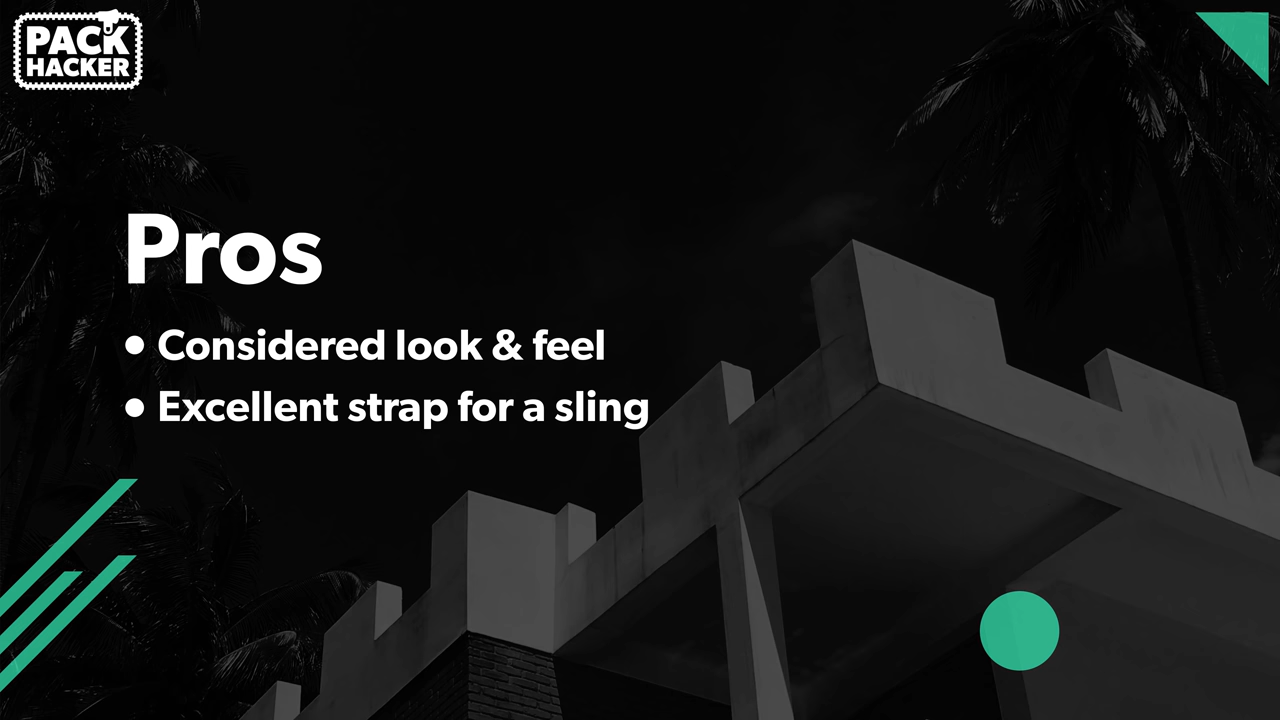 PACK
HACKER
Pros
• Considered look & feel
• Excellent strap for a sling